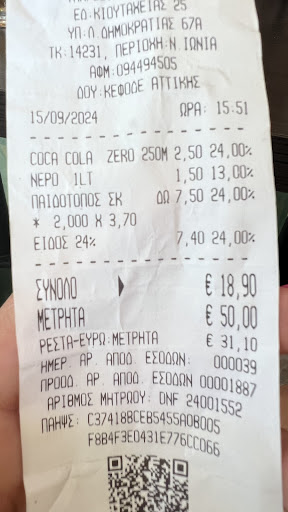 ΕΔ:ΚΙΟΥΤΑΧΕΙΑΣ 25
ΥΠ.Λ.ΔΗΜΟΚΡΑΤΙΑΣ 67Α
ΤΚ:14231, ΠΕΡΙΟΧΗ:Ν.ΙΩΝΙΑ
ΑΦΜ:094494505
ΔΟΥ:ΚΕΦΟΔΕ ΑΤΤΙΚΗΣ
15/09/2024 ΩΡΑ: 15.51
COCA COLA ZERO 250M 2,50 24,00%
ΝΕΡΟ 1LT 1,50 13,00%
ΠΑΙΔΟΤΟΠΟΣ ΣΚ ΔΩ 7,50 24,00%
* 2,000 X 3,70
ΕΙΔΟΣ 24% 7,40 24,00%
ΣΥΝΟΛΟ € 18,90
ΜΕΤΡΗΤΑ € 50,00
ΡΕΣΤΑ-ΕΥΡΩ:ΜΕΤΡΗΤΑ € 31,10
ΗΜΕΡ. ΑΡ. ΑΠΟΔ. ΕΣΟΔΩΝ: 000039
ΠΡΟΟΔ. ΑΡ. ΑΠΟΔ. ΕΣΟΔΩΝ 00001887
ΑΡΙΘΜΟΣ ΜΗΤΡΩΟΥ: DNF 24001552
ΠΑΗΨΣ: C37418BCEB5455A0B005
F8B4F3E0431E776CC066